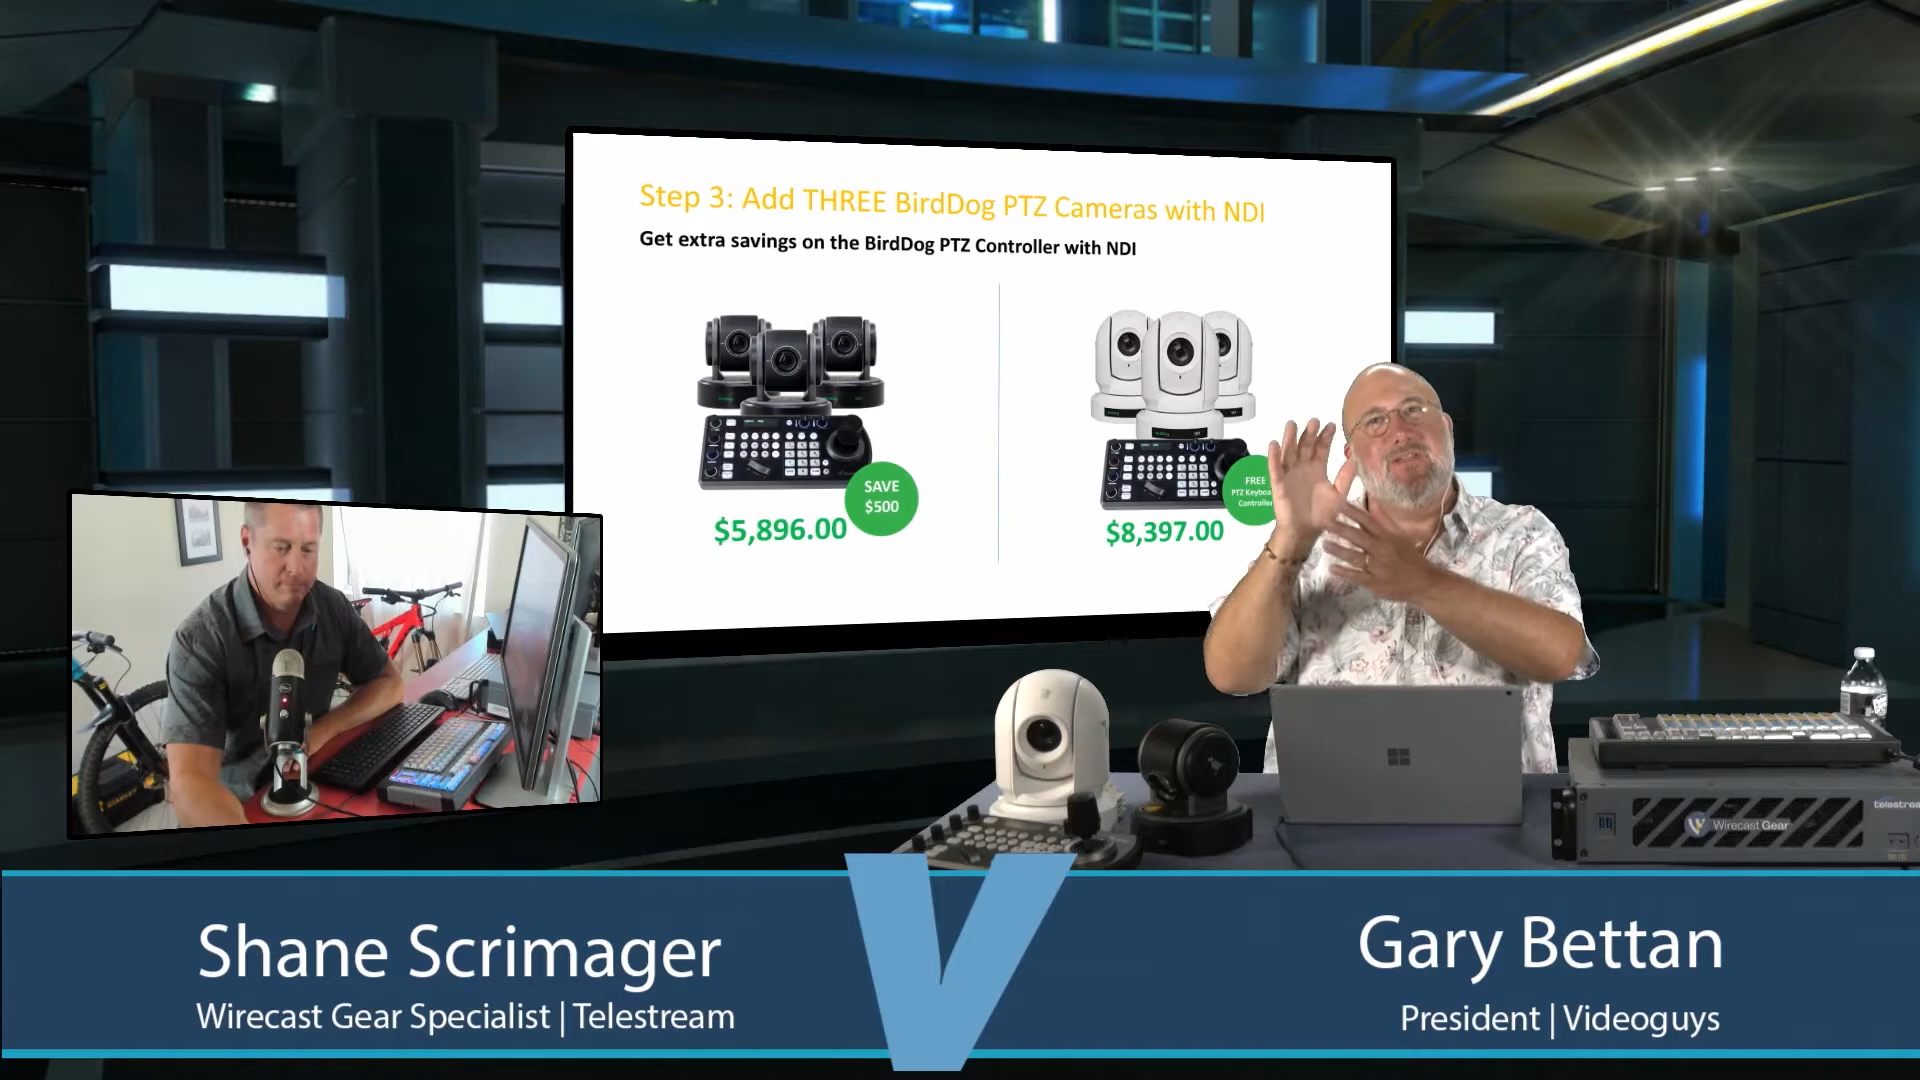 Step 3: Add THREE BirdDog PTZ Cameras with NDI
Get extra savings on the BirdDog PTZ Controller with NDI
SAVE
$500
$5,896.00
FREE
PTZ
Controller
$8,397.00
Wirecast Gear
Shane Scrimager
Wirecast Gear Specialist | Telestream
V
Gary Bettan
President | Videoguys